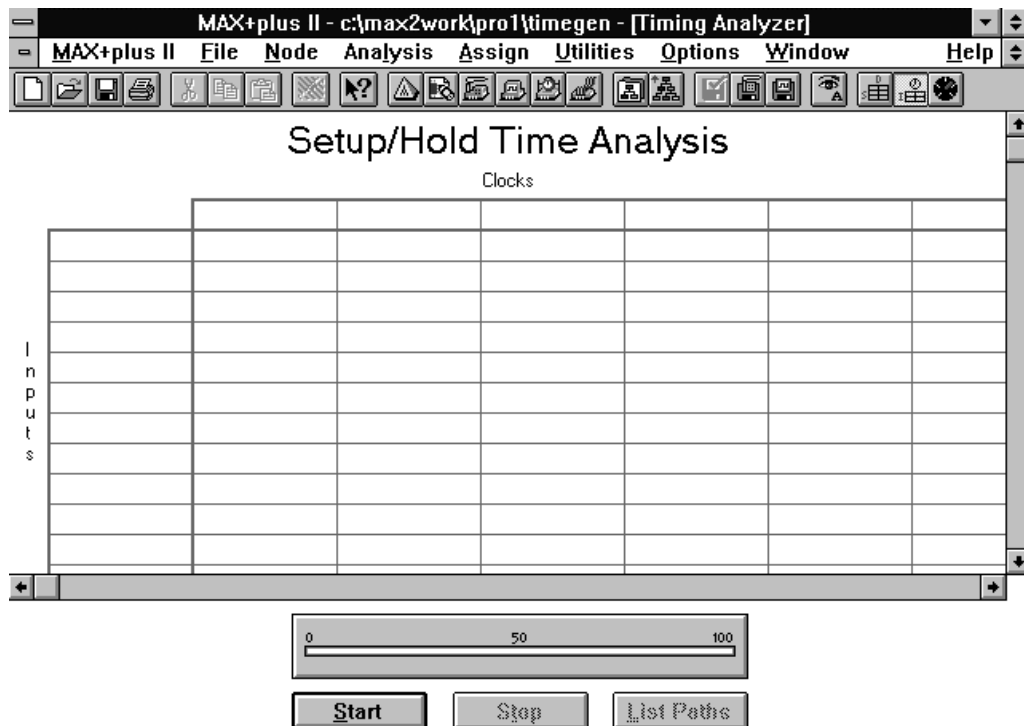 MAX+plus II - c:\max2work\pro1\timegen - [Timing Analyzer]
MAX+plus II File Node Analysis Assign Utilities Options Window Help
Setup/Hold Time Analysis
Clocks
Inputs
0 50 100
Start Stop List Paths